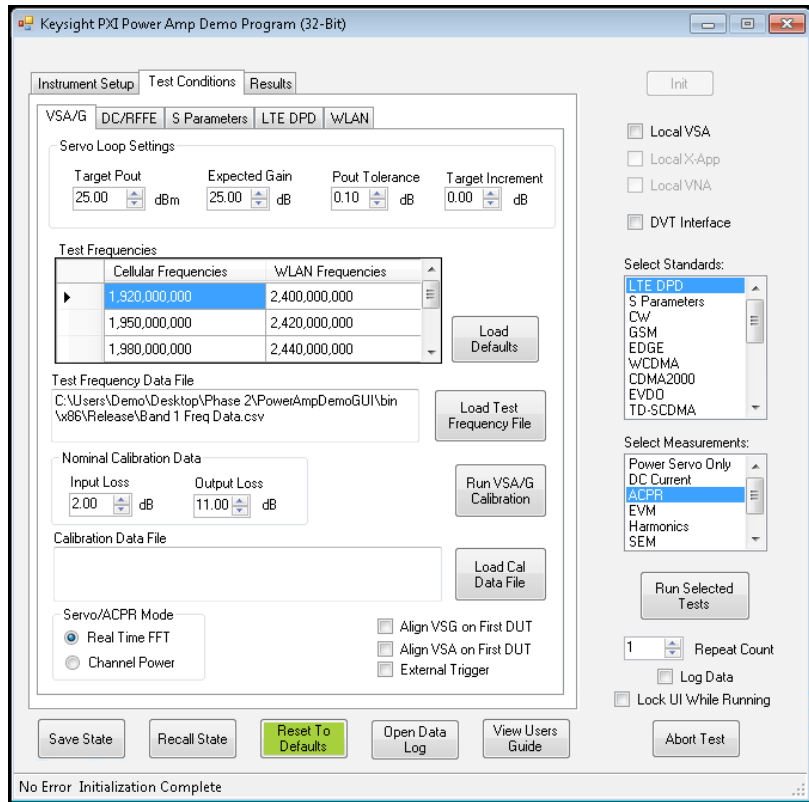 Keysight PXI Power Amp Demo Program (32-Bit)
Instrument Setup Test Conditions Results
Init
VSA/G DC/RFFE S Parameters LTE DPD WLAN
Servo Loop Settings
Target Pout Expected Gain Pout Tolerance Target Increment
25.00 dBm 25.00 dB 0.10 dB 0.00 dB
Local VSA
Local X-App
Local VNA
DVT Interface
Test Frequencies
Cellular Frequencies WLAN Frequencies
1,920,000,000 2,400,000,000
1,950,000,000 2,420,000,000
1,980,000,000 2,440,000,000
Load
Defaults
Select Standards:
LTE DPD
S Parameters
CW
GSM
EDGE
WCDMA
CDMA2000
EVDO
TD-SCDMA
Test Frequency Data File
C:\Users\Demo\Desktop\Phase 2\PowerAmpDemoGUI\bin
\x86\Release\Band 1 Freq Data.csv
Load Test
Frequency File
Select Measurements:
Power Servo Only
DC Current
ACPR
EVM
Harmonics
SEM
Nominal Calibration Data
Input Loss Output Loss
2.00 dB 11.00 dB
Run VSA/G
Calibration
Calibration Data File
Load Cal
Data File
Run Selected
Tests
Servo/ACPR Mode
Real Time FFT
Channel Power
Align VSG on First DUT
Align VSA on First DUT
External Trigger
1 Repeat Count
Log Data
Lock UI While Running
Save State
Recall State
Reset To
Defaults
Open Data
Log
View Users
Guide
Abort Test
No Error Initialization Complete